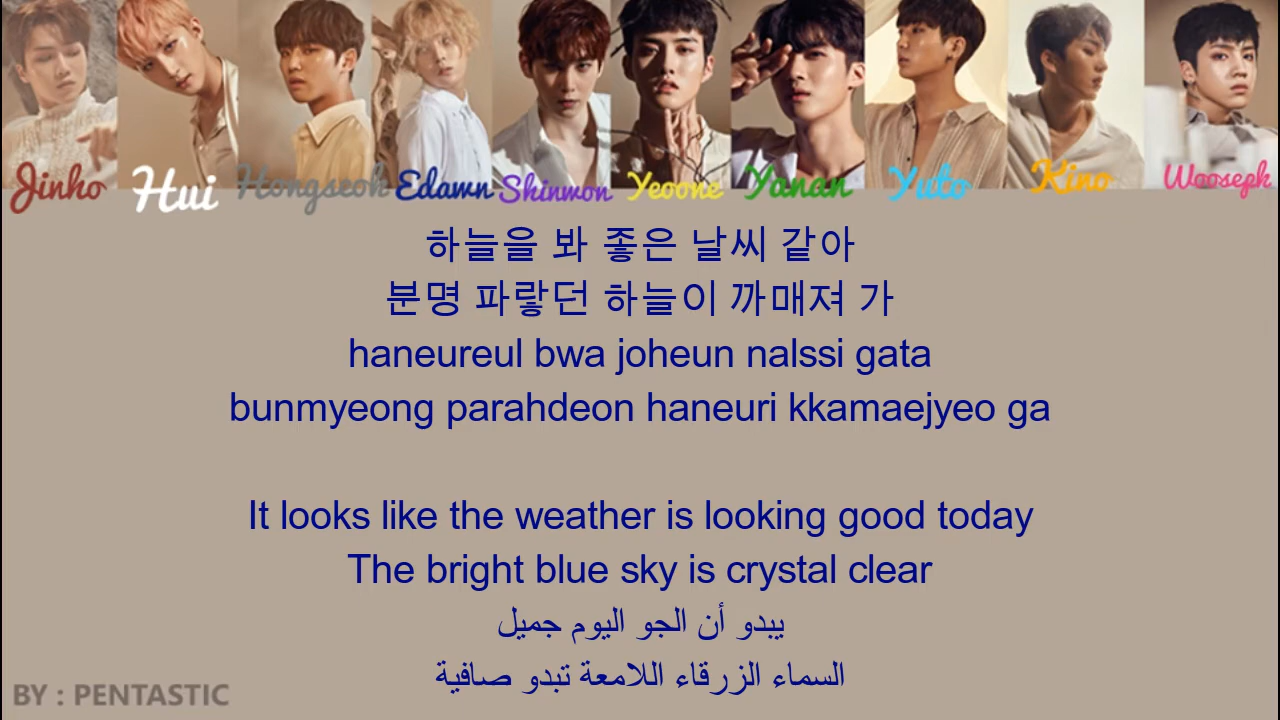 Jinho Hui Hongseok Edawn Shinwon Yeoone Yanan Yuto Kino Woosepk
하늘을 봐 좋은 날씨 같아
분명 파랗던 하늘이 까매져 가
haneureul bwa joheun nalssi gata
bunmyeong parahdeon haneuri kkamaejyeo ga
It looks like the weather is looking good today
The bright blue sky is crystal clear
يبدو أن الجو اليوم جميل
السماء الزرقاء اللامعة تبدو صافية
BY : PENTASTIC